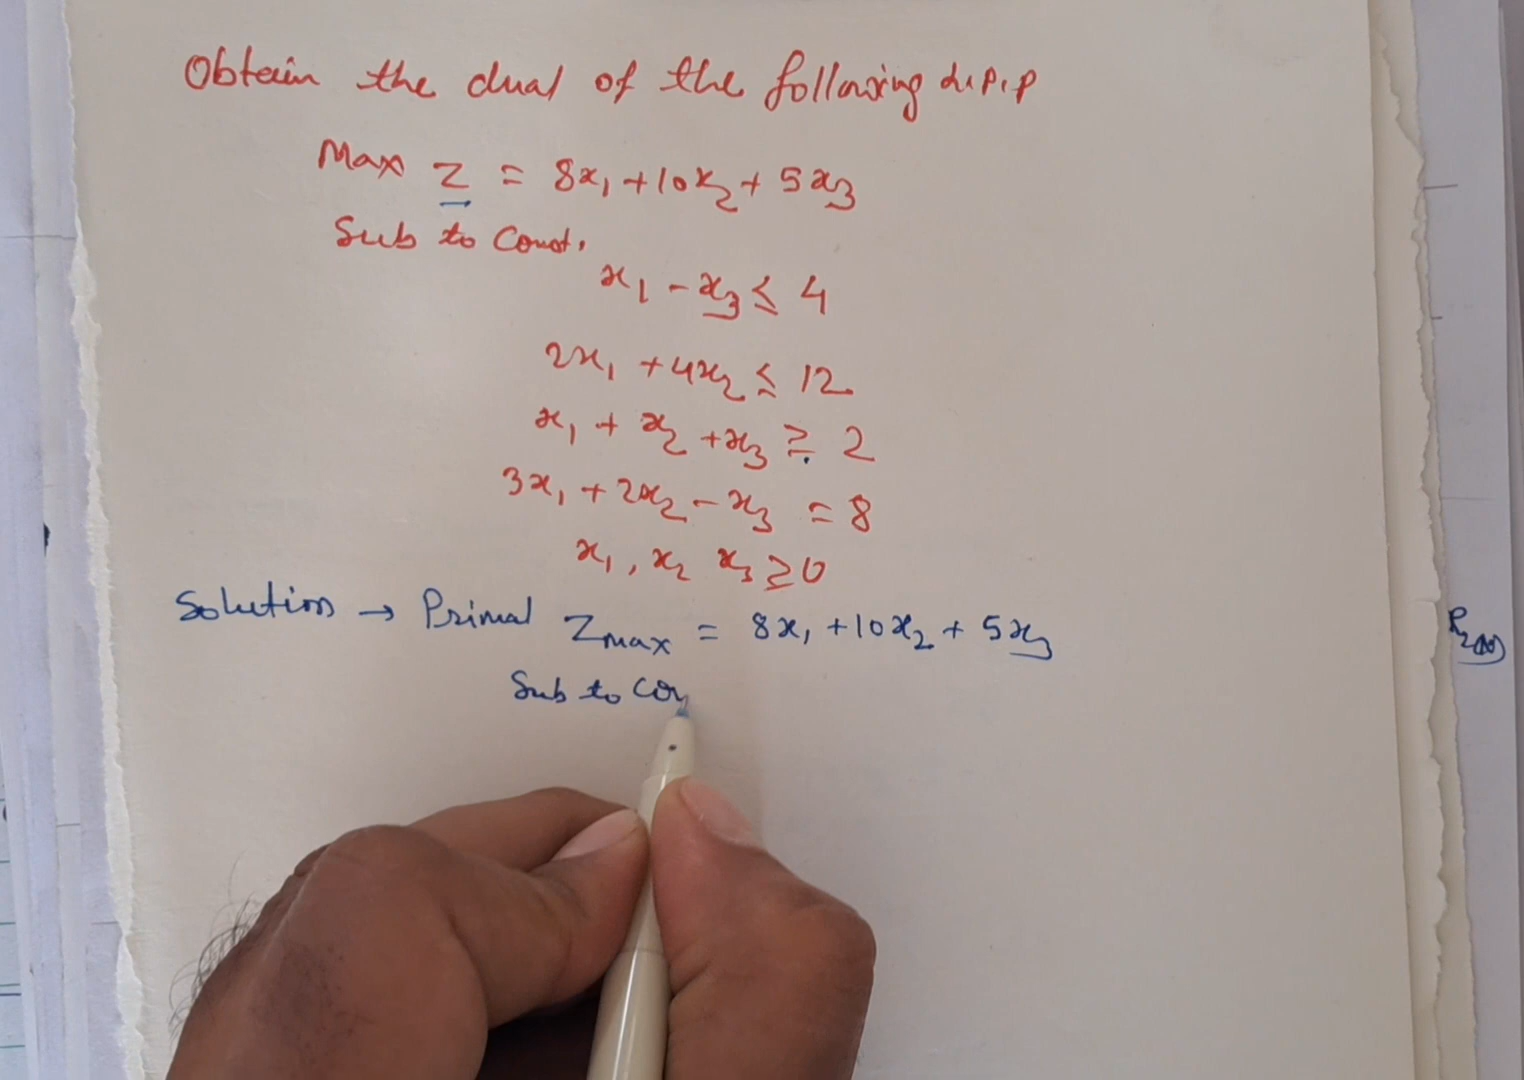 Obtain the dual of the following L.P.P
Max Z = 8x₁ + 10x₂ + 5x₃
Sub to Const.
x₁ - x₃ ≤ 4
2x₁ + 4x₂ ≤ 12
x₁ + x₂ + x₃ ≥ 2
3x₁ + 2x₂ - x₃ = 8
x₁, x₂ x₃ ≥ 0
Solution → Primal Zmax = 8x₁ + 10x₂ + 5x₃
Sub to Con